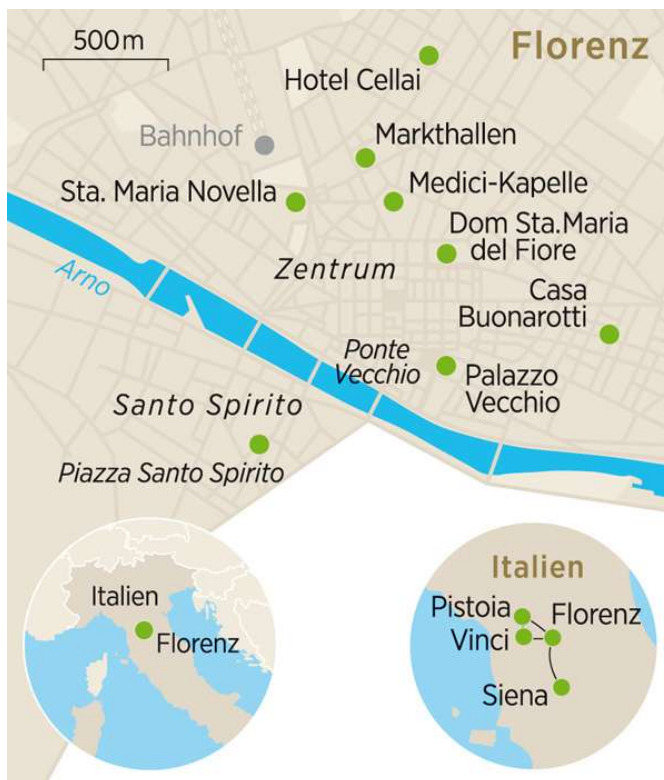 500 m
Florenz
Hotel Cellai
Bahnhof
Markthallen
Sta. Maria Novella
Medici-Kapelle
Dom Sta.Maria
del Fiore
Zentrum
Arno
Casa
Buonarotti
Ponte
Vecchio
Palazzo
Vecchio
Santo Spirito
Piazza Santo Spirito
Italien
Florenz
Italien
Pistoia
Florenz
Vinci
Siena